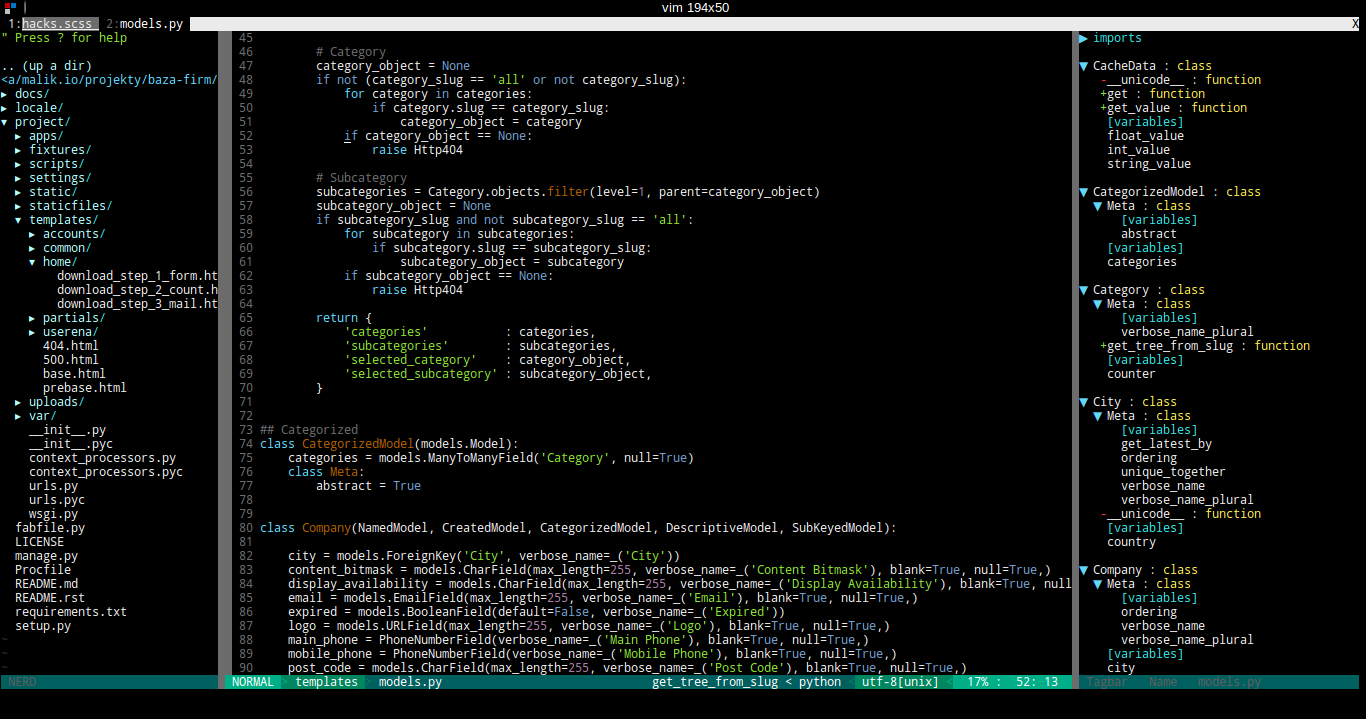 vim 194x50
1:hacks.scss 2:models.py X
" Press ? for help
.. (up a dir)
<a/malik.io/projekty/baza-firm/
▸ docs/
▸ locale/
▾ project/
▸ apps/
▸ fixtures/
▸ scripts/
▸ settings/
▸ static/
▸ staticfiles/
▾ templates/
▸ accounts/
▸ common/
▾ home/
download_step_1_form.ht
download_step_2_count.h
download_step_3_mail.ht
▸ partials/
▸ userena/
404.html
500.html
base.html
prebase.html
▸ uploads/
▸ var/
__init__.py
__init__.pyc
context_processors.py
context_processors.pyc
urls.py
urls.pyc
wsgi.py
fabfile.py
LICENSE
manage.py
Procfile
README.md
README.rst
requirements.txt
setup.py
~
~
~
NERD
45
46 # Category
47 category_object = None
48 if not (category_slug == 'all' or not category_slug):
49 for category in categories:
50 if category.slug == category_slug:
51 category_object = category
52 if category_object == None:
53 raise Http404
54
55 # Subcategory
56 subcategories = Category.objects.filter(level=1, parent=category_object)
57 subcategory_object = None
58 if subcategory_slug and not subcategory_slug == 'all':
59 for subcategory in subcategories:
60 if subcategory.slug == subcategory_slug:
61 subcategory_object = subcategory
62 if subcategory_object == None:
63 raise Http404
64
65 return {
66 'categories' : categories,
67 'subcategories' : subcategories,
68 'selected_category' : category_object,
69 'selected_subcategory' : subcategory_object,
70 }
71
72
73 ## Categorized
74 class CategorizedModel(models.Model):
75 categories = models.ManyToManyField('Category', null=True)
76 class Meta:
77 abstract = True
78
79
80 class Company(NamedModel, CreatedModel, CategorizedModel, DescriptiveModel, SubKeyedModel):
81
82 city = models.ForeignKey('City', verbose_name=_('City'))
83 content_bitmask = models.CharField(max_length=255, verbose_name=_('Content Bitmask'), blank=True, null=True,)
84 display_availability = models.CharField(max_length=255, verbose_name=_('Display Availability'), blank=True, null
85 email = models.EmailField(max_length=255, verbose_name=_('Email'), blank=True, null=True,)
86 expired = models.BooleanField(default=False, verbose_name=_('Expired'))
87 logo = models.URLField(max_length=255, verbose_name=_('Logo'), blank=True, null=True,)
88 main_phone = PhoneNumberField(verbose_name=_('Main Phone'), blank=True, null=True,)
89 mobile_phone = PhoneNumberField(verbose_name=_('Mobile Phone'), blank=True, null=True,)
90 post_code = models.CharField(max_length=255, verbose_name=_('Post Code'), blank=True, null=True,)
NORMAL > templates > models.py get_tree_from_slug < python < utf-8[unix] < 17% : 52: 13
▶ imports
▼ CacheData : class
-__unicode__ : function
+get : function
+get_value : function
[variables]
float_value
int_value
string_value
▼ CategorizedModel : class
▼ Meta : class
[variables]
abstract
[variables]
categories
▼ Category : class
▼ Meta : class
[variables]
verbose_name_plural
+get_tree_from_slug : function
[variables]
counter
▼ City : class
▼ Meta : class
[variables]
get_latest_by
ordering
unique_together
verbose_name
verbose_name_plural
-__unicode__ : function
[variables]
country
▼ Company : class
▼ Meta : class
[variables]
ordering
verbose_name
verbose_name_plural
[variables]
city
Tagbar Name models.py